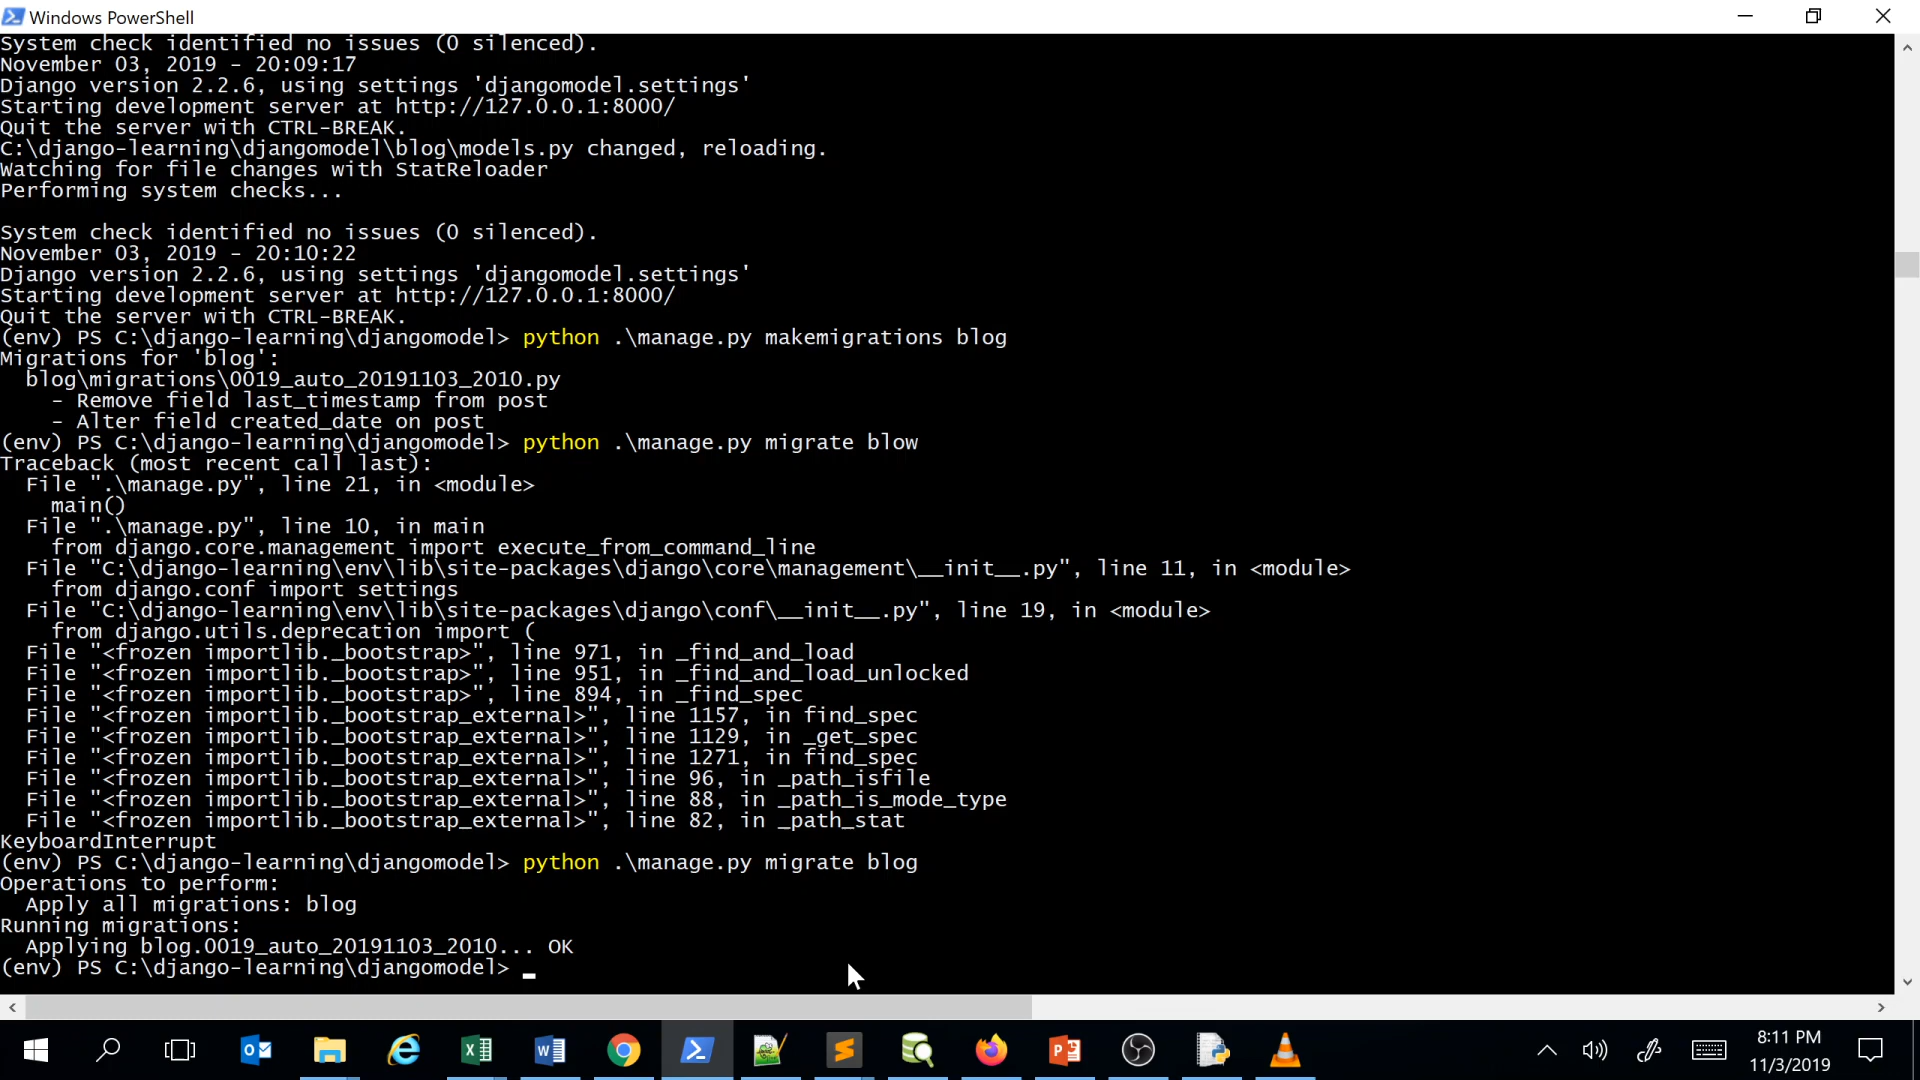 Windows PowerShell
System check identified no issues (0 silenced).
November 03, 2019 - 20:09:17
Django version 2.2.6, using settings 'djangomodel.settings'
Starting development server at http://127.0.0.1:8000/
Quit the server with CTRL-BREAK.
C:\django-learning\djangomodel\blog\models.py changed, reloading.
Watching for file changes with StatReloader
Performing system checks...
System check identified no issues (0 silenced).
November 03, 2019 - 20:10:22
Django version 2.2.6, using settings 'djangomodel.settings'
Starting development server at http://127.0.0.1:8000/
Quit the server with CTRL-BREAK.
(env) PS C:\django-learning\djangomodel> python .\manage.py makemigrations blog
Migrations for 'blog':
  blog\migrations\0019_auto_20191103_2010.py
    - Remove field last_timestamp from post
    - Alter field created_date on post
(env) PS C:\django-learning\djangomodel> python .\manage.py migrate blow
Traceback (most recent call last):
  File ".\manage.py", line 21, in <module>
    main()
  File ".\manage.py", line 10, in main
    from django.core.management import execute_from_command_line
  File "C:\django-learning\env\lib\site-packages\django\core\management\__init__.py", line 11, in <module>
    from django.conf import settings
  File "C:\django-learning\env\lib\site-packages\django\conf\__init__.py", line 19, in <module>
    from django.utils.deprecation import (
  File "<frozen importlib._bootstrap>", line 971, in _find_and_load
  File "<frozen importlib._bootstrap>", line 951, in _find_and_load_unlocked
  File "<frozen importlib._bootstrap>", line 894, in _find_spec
  File "<frozen importlib._bootstrap_external>", line 1157, in find_spec
  File "<frozen importlib._bootstrap_external>", line 1129, in _get_spec
  File "<frozen importlib._bootstrap_external>", line 1271, in find_spec
  File "<frozen importlib._bootstrap_external>", line 96, in _path_isfile
  File "<frozen importlib._bootstrap_external>", line 88, in _path_is_mode_type
  File "<frozen importlib._bootstrap_external>", line 82, in _path_stat
KeyboardInterrupt
(env) PS C:\django-learning\djangomodel> python .\manage.py migrate blog
Operations to perform:
  Apply all migrations: blog
Running migrations:
  Applying blog.0019_auto_20191103_2010... OK
(env) PS C:\django-learning\djangomodel> _
8:11 PM
11/3/2019